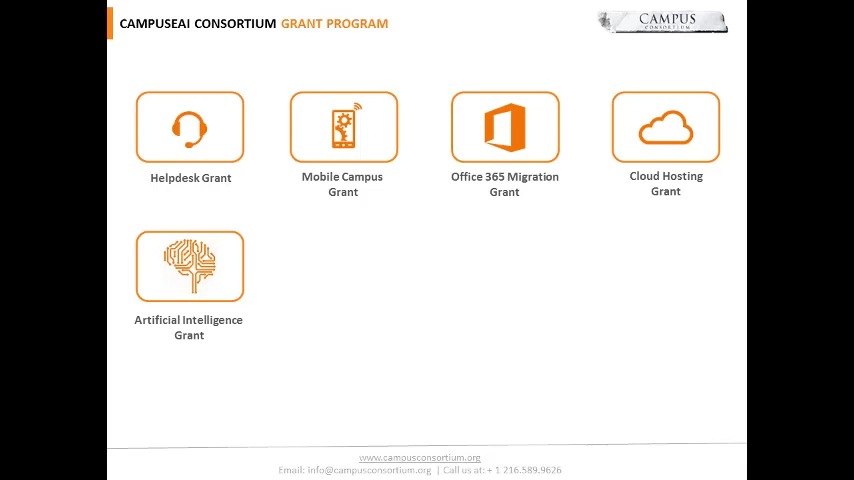 CAMPUSEAI CONSORTIUM GRANT PROGRAM
CAMPUS
CONSORTIUM
Helpdesk Grant
Mobile Campus
Grant
Office 365 Migration
Grant
Cloud Hosting
Grant
Artificial Intelligence
Grant
www.campusconsortium.org
Email: info@campusconsortium.org | Call us at: + 1 216.589.9626